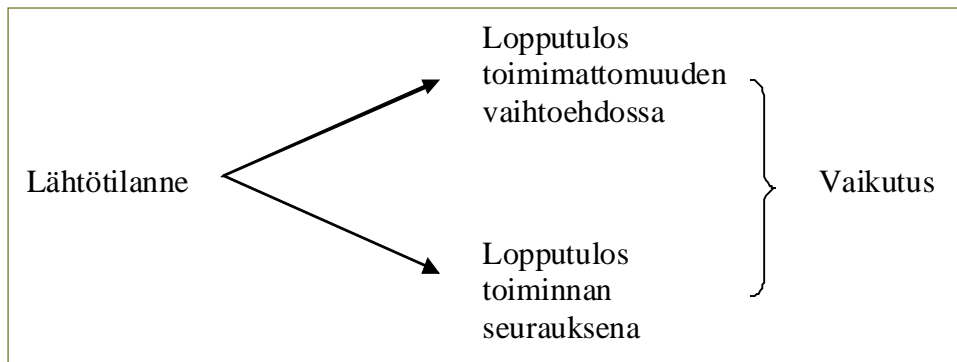 Lopputulos
toimimattomuuden
vaihtoehdossa
Lähtötilanne
Vaikutus
Lopputulos
toiminnan
seurauksena